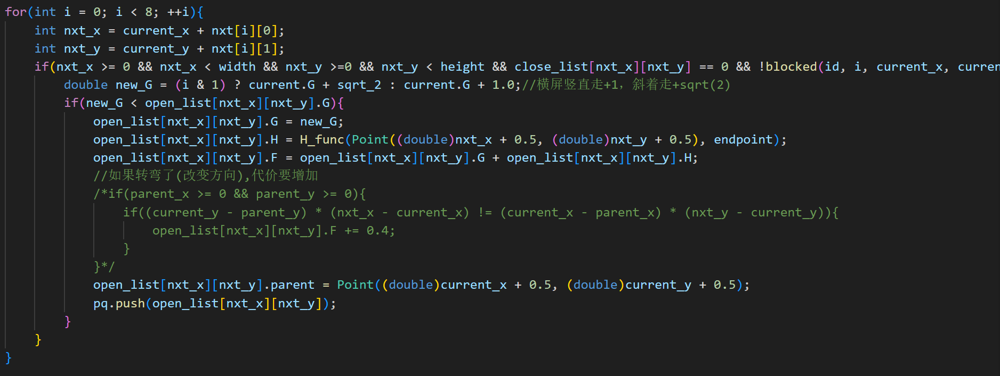 for(int i = 0; i < 8; ++i){
    int nxt_x = current_x + nxt[i][0];
    int nxt_y = current_y + nxt[i][1];
    if(nxt_x >= 0 && nxt_x < width && nxt_y >=0 && nxt_y < height && close_list[nxt_x][nxt_y] == 0 && !blocked(id, i, current_x, curren
        double new_G = (i & 1) ? current.G + sqrt_2 : current.G + 1.0;//横屏竖直走+1，斜着走+sqrt(2)
        if(new_G < open_list[nxt_x][nxt_y].G){
            open_list[nxt_x][nxt_y].G = new_G;
            open_list[nxt_x][nxt_y].H = H_func(Point((double)nxt_x + 0.5, (double)nxt_y + 0.5), endpoint);
            open_list[nxt_x][nxt_y].F = open_list[nxt_x][nxt_y].G + open_list[nxt_x][nxt_y].H;
            //如果转弯了(改变方向),代价要增加
            /*if(parent_x >= 0 && parent_y >= 0){
                if((current_y - parent_y) * (nxt_x - current_x) != (current_x - parent_x) * (nxt_y - current_y)){
                    open_list[nxt_x][nxt_y].F += 0.4;
                }
            }*/
            open_list[nxt_x][nxt_y].parent = Point((double)current_x + 0.5, (double)current_y + 0.5);
            pq.push(open_list[nxt_x][nxt_y]);
        }
    }
}